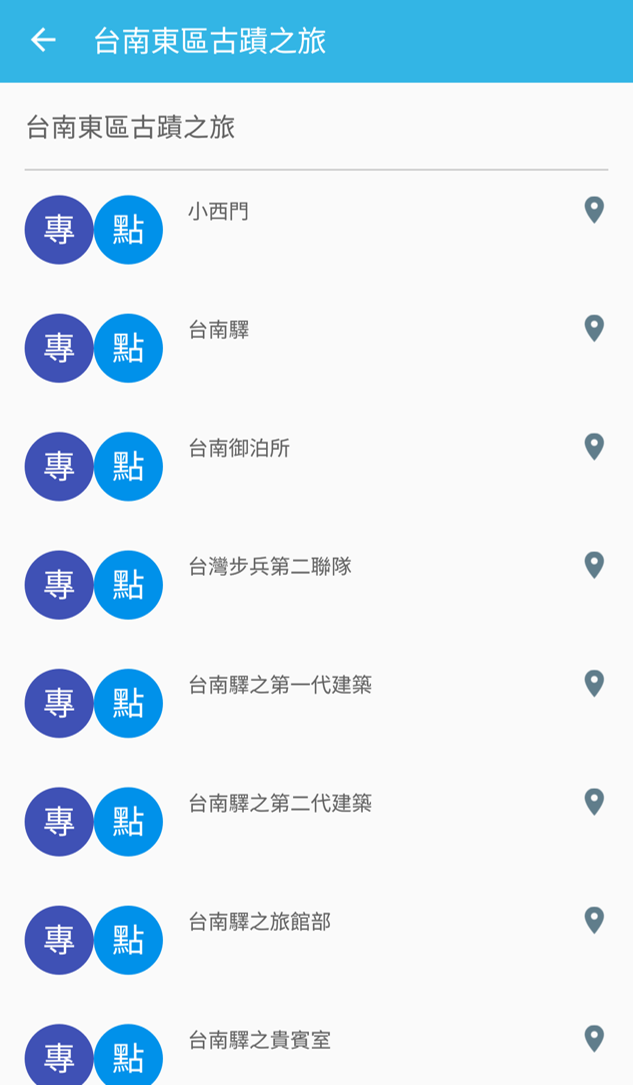 台南東區古蹟之旅
台南東區古蹟之旅
專 點 小西門
專 點 台南驛
專 點 台南御泊所
專 點 台灣步兵第二聯隊
專 點 台南驛之第一代建築
專 點 台南驛之第二代建築
專 點 台南驛之旅館部
專 點 台南驛之貴賓室